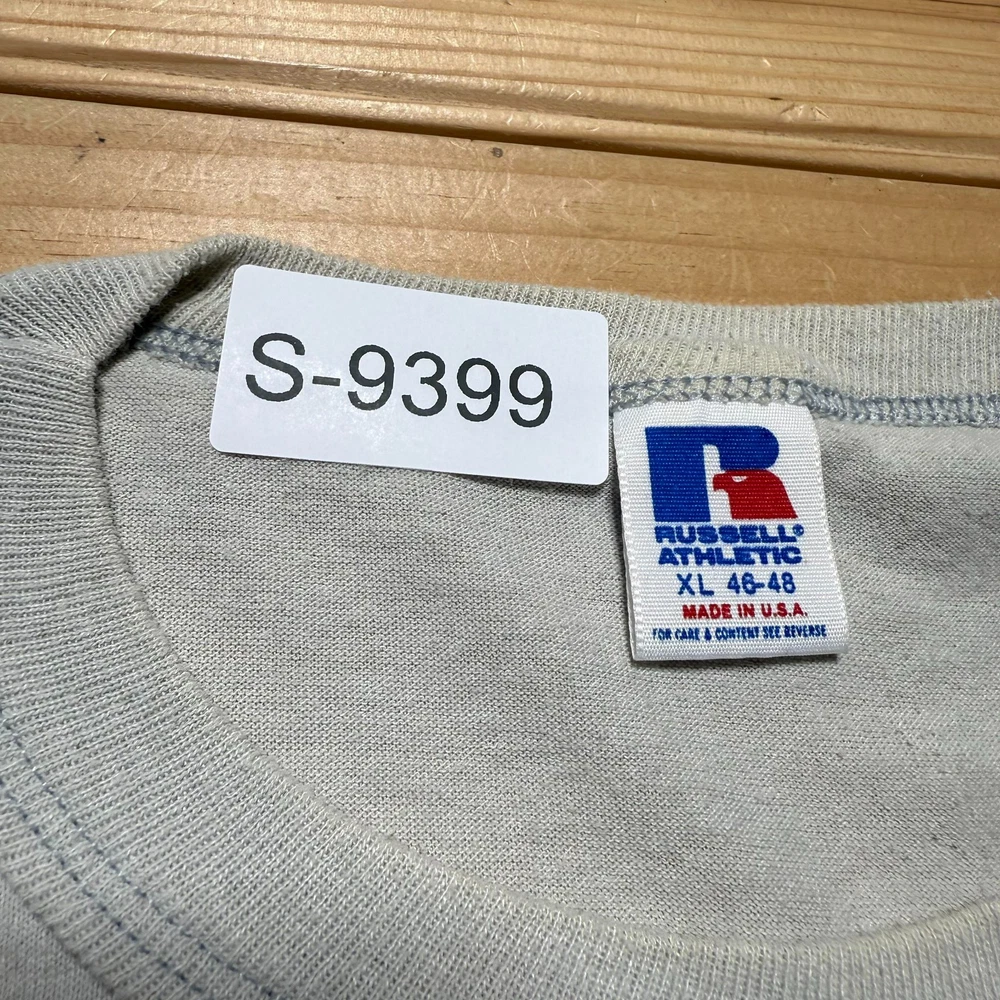 S-9399
R
RUSSELL®
ATHLETIC
XL 46-48
MADE IN U.S.A.
FOR CARE & CONTENT SEE REVERSE